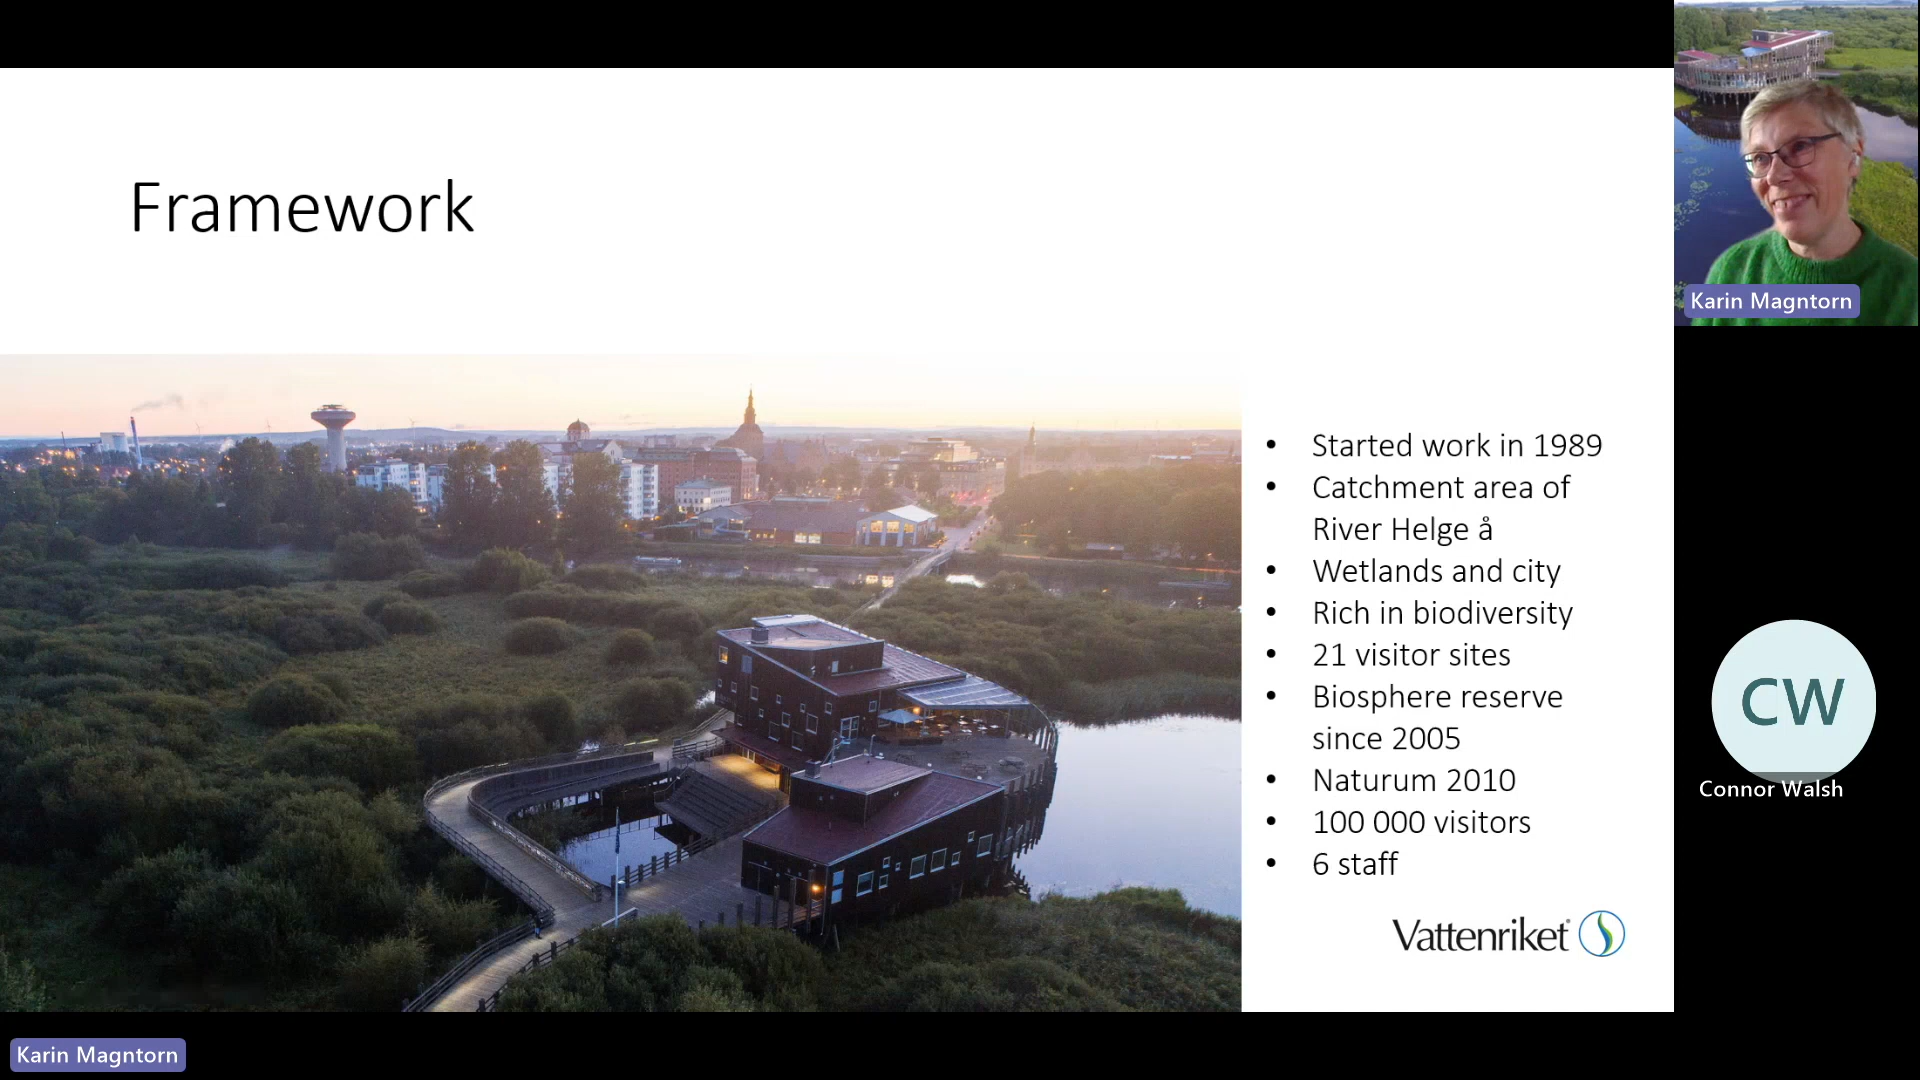 Framework
• Started work in 1989
• Catchment area of
River Helge å
• Wetlands and city
• Rich in biodiversity
• 21 visitor sites
• Biosphere reserve
since 2005
• Naturum 2010
• 100 000 visitors
• 6 staff
Vattenriket
Karin Magntorn
CW
Connor Walsh
Karin Magntorn